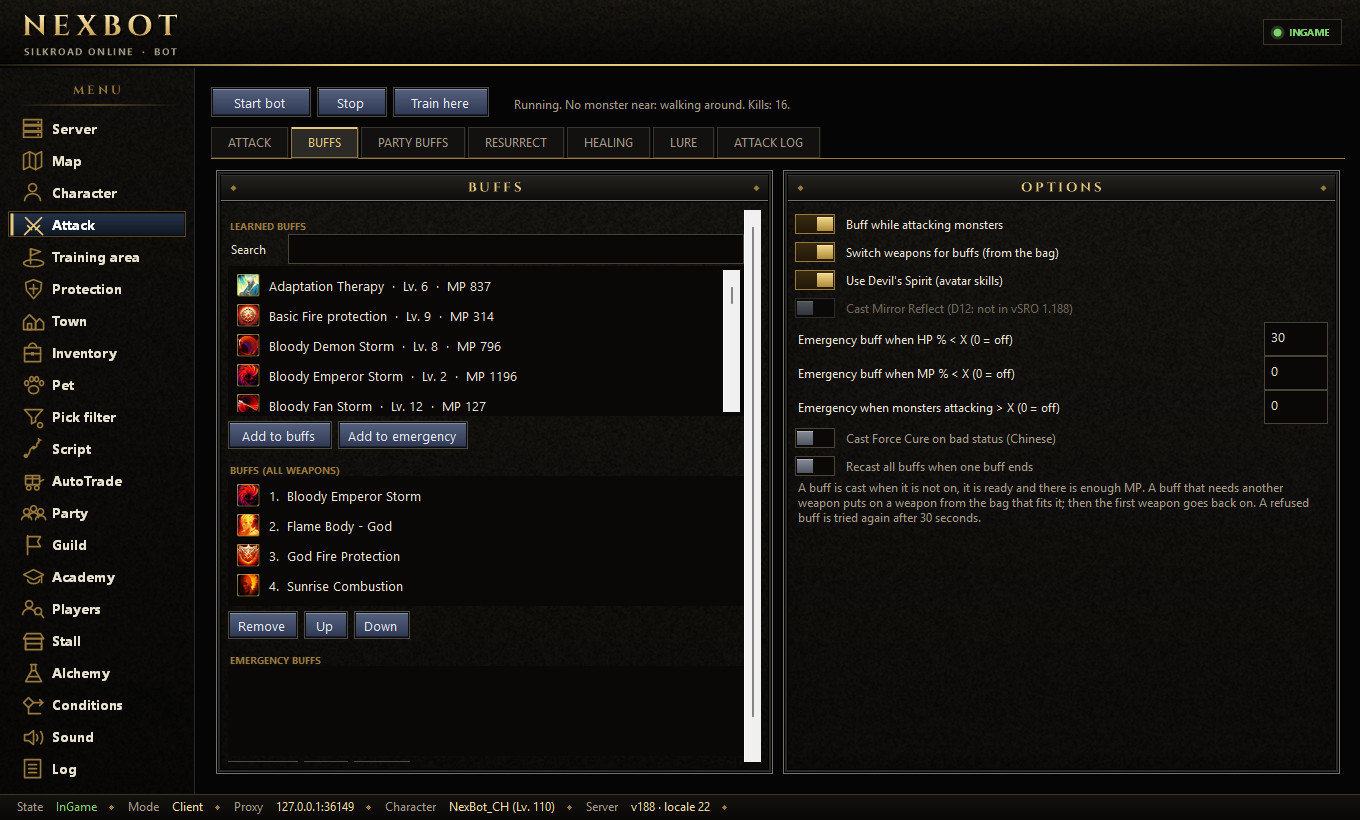 NEXBOT
SILKROAD ONLINE · BOT
INGAME
MENU
Server
Map
Character
Attack
Training area
Protection
Town
Inventory
Pet
Pick filter
Script
AutoTrade
Party
Guild
Academy
Players
Stall
Alchemy
Conditions
Sound
Log
Start bot Stop Train here Running. No monster near: walking around. Kills: 16.
ATTACK BUFFS PARTY BUFFS RESURRECT HEALING LURE ATTACK LOG
BUFFS
LEARNED BUFFS
Search
Adaptation Therapy · Lv. 6 · MP 837
Basic Fire protection · Lv. 9 · MP 314
Bloody Demon Storm · Lv. 8 · MP 796
Bloody Emperor Storm · Lv. 2 · MP 1196
Bloody Fan Storm · Lv. 12 · MP 127
Add to buffs Add to emergency
BUFFS (ALL WEAPONS)
1. Bloody Emperor Storm
2. Flame Body - God
3. God Fire Protection
4. Sunrise Combustion
Remove Up Down
EMERGENCY BUFFS
OPTIONS
Buff while attacking monsters
Switch weapons for buffs (from the bag)
Use Devil's Spirit (avatar skills)
Cast Mirror Reflect (D12: not in vSRO 1.188)
Emergency buff when HP % < X (0 = off) 30
Emergency buff when MP % < X (0 = off) 0
Emergency when monsters attacking > X (0 = off) 0
Cast Force Cure on bad status (Chinese)
Recast all buffs when one buff ends
A buff is cast when it is not on, it is ready and there is enough MP. A buff that needs another
weapon puts on a weapon from the bag that fits it; then the first weapon goes back on. A refused
buff is tried again after 30 seconds.
State InGame Mode Client Proxy 127.0.0.1:36149 Character NexBot_CH (Lv. 110) Server v188 · locale 22